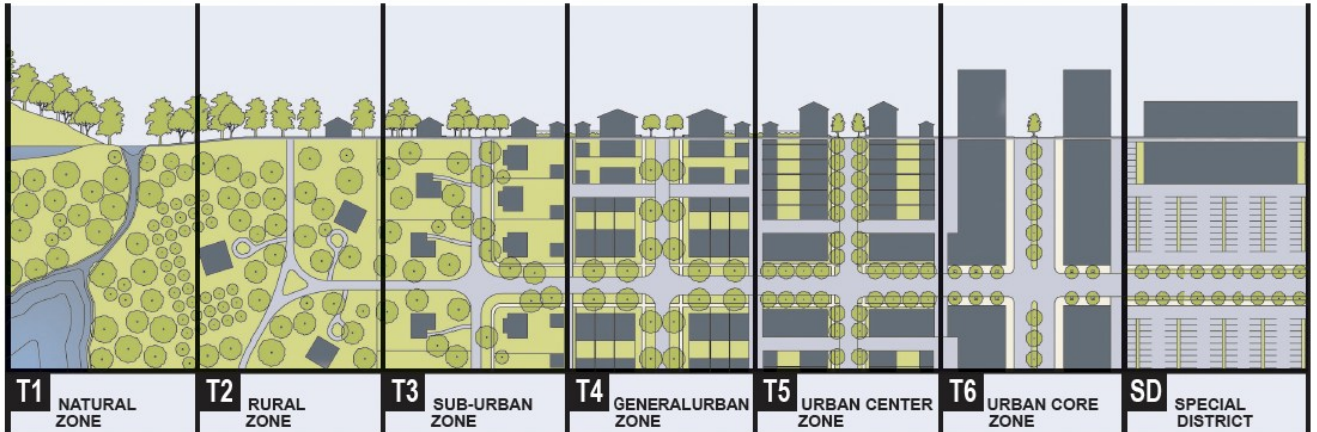 T1 NATURAL
ZONE
T2 RURAL
ZONE
T3 SUB-URBAN
ZONE
T4 GENERALURBAN
ZONE
T5 URBAN CENTER
ZONE
T6 URBAN CORE
ZONE
SD SPECIAL
DISTRICT